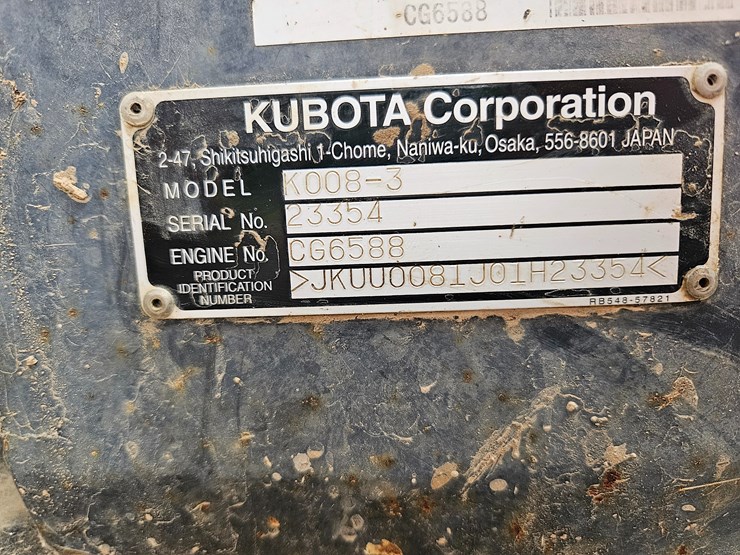 CG6588
KUBOTA Corporation
2-47, Shikitsuhigashi 1-Chome, Naniwa-ku, Osaka, 556-8601 JAPAN
MODEL K008-3
SERIAL No. 23354
ENGINE No. CG6588
PRODUCT IDENTIFICATION NUMBER >JKUU0081J01H23354<
RB548-57821